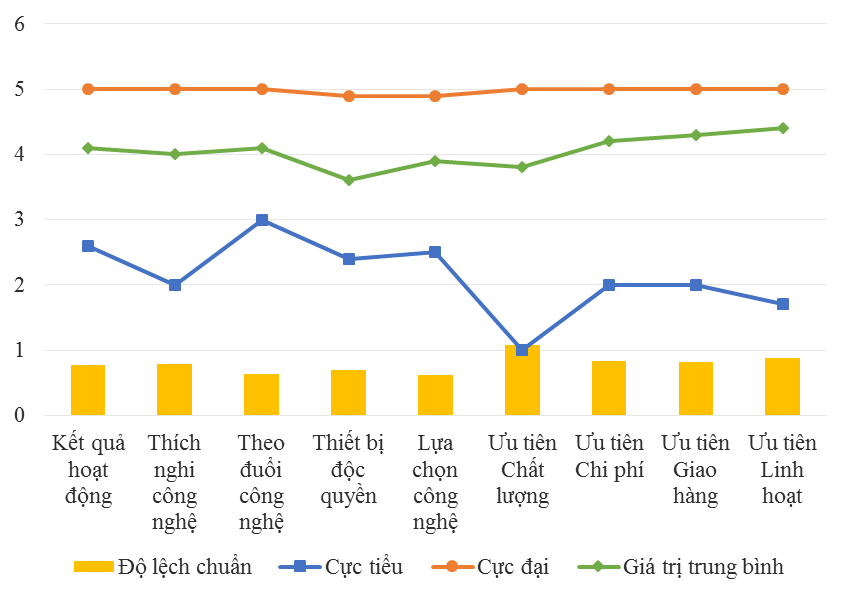 6
5
4
3
2
1
0
Kết quả
hoạt
động
Thích
nghi
công
nghệ
Theo
đuổi
công
nghệ
Thiết bị
độc
quyền
Lựa
chọn
công
nghệ
Ưu tiên
Chất
lượng
Ưu tiên
Chi phí
Ưu tiên
Giao
hàng
Ưu tiên
Linh
hoạt
Độ lệch chuẩn
Cực tiểu
Cực đại
Giá trị trung bình